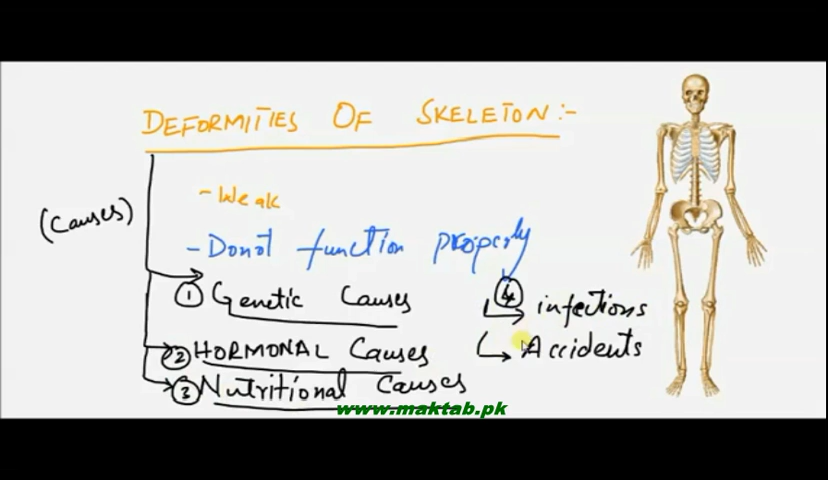 DEFORMITIES OF SKELETON:-
- Weak
(Causes)
- Donot function properly
① Genetic Causes
④ infections
② HORMONAL Causes
Accidents
③ Nutritional Causes
www.maktab.pk